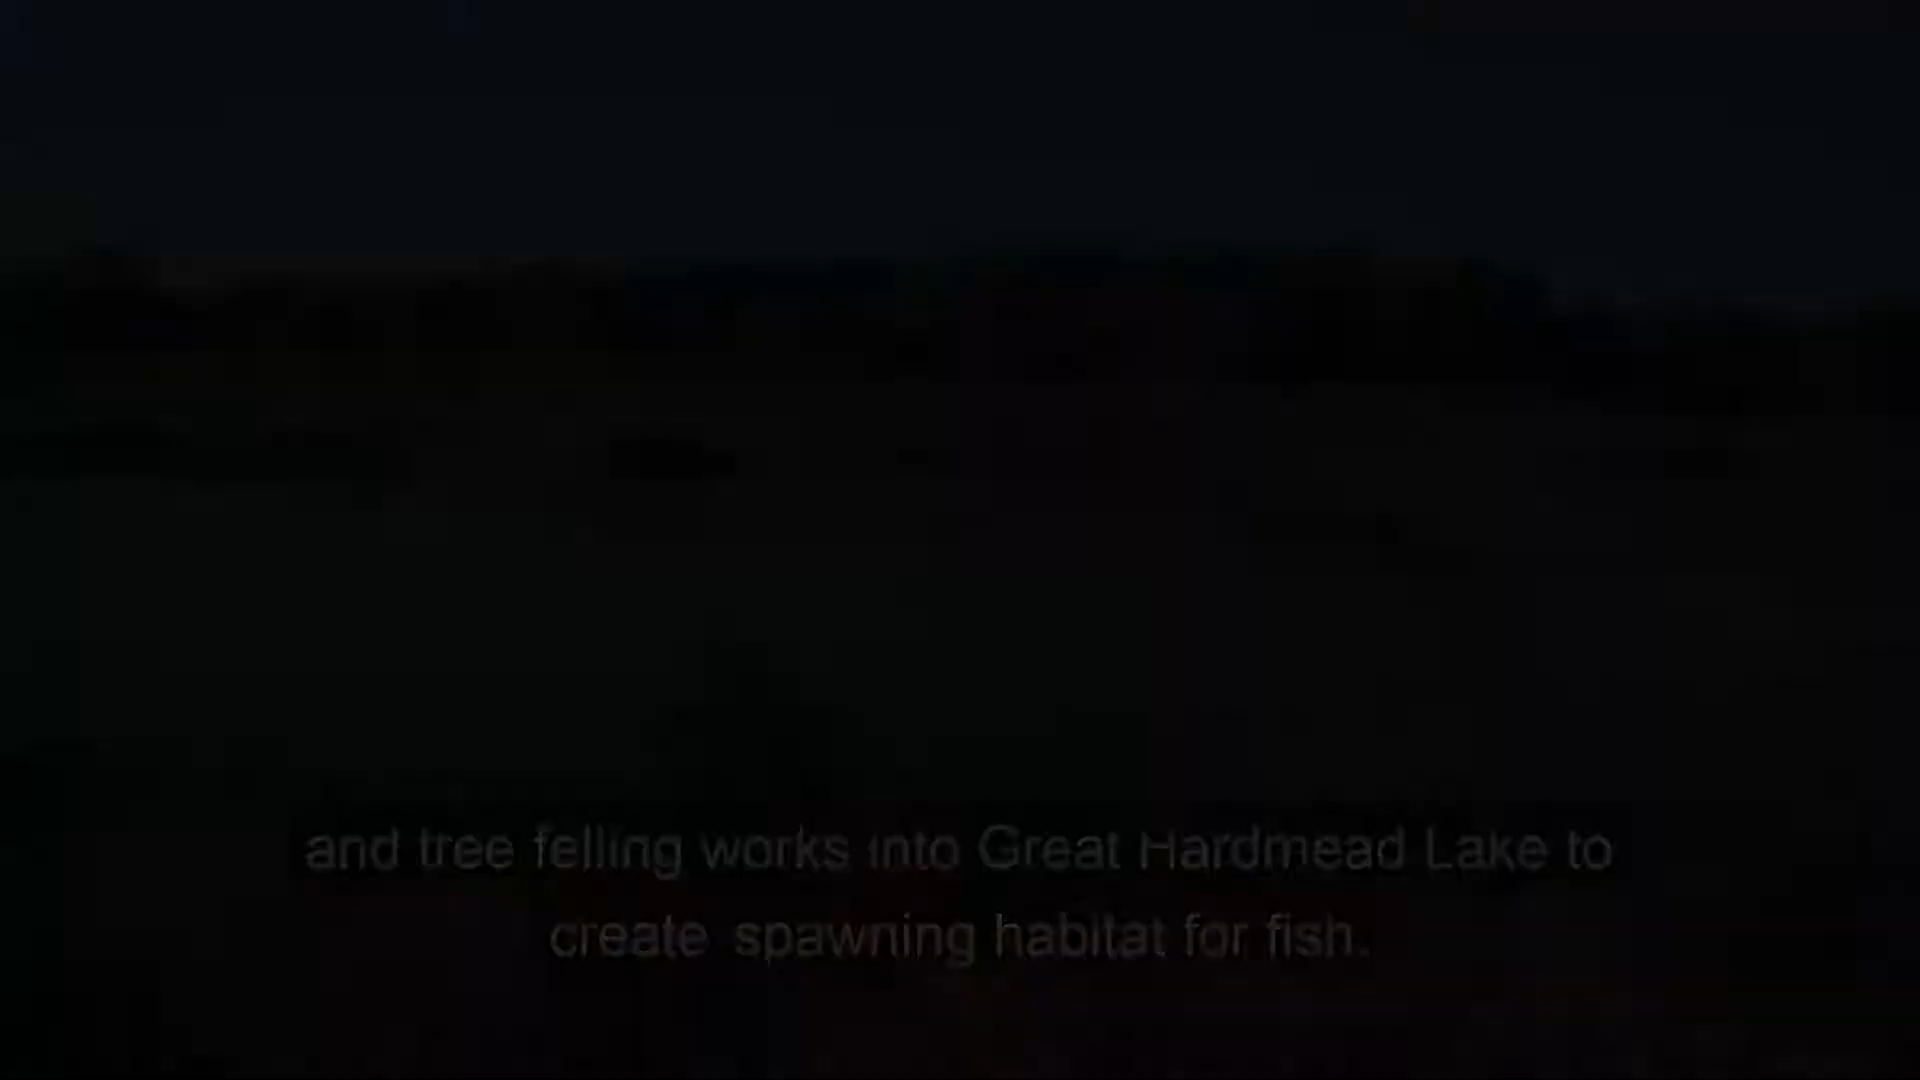 and tree felling works into Great Hardmead Lake to
create spawning habitat for fish.